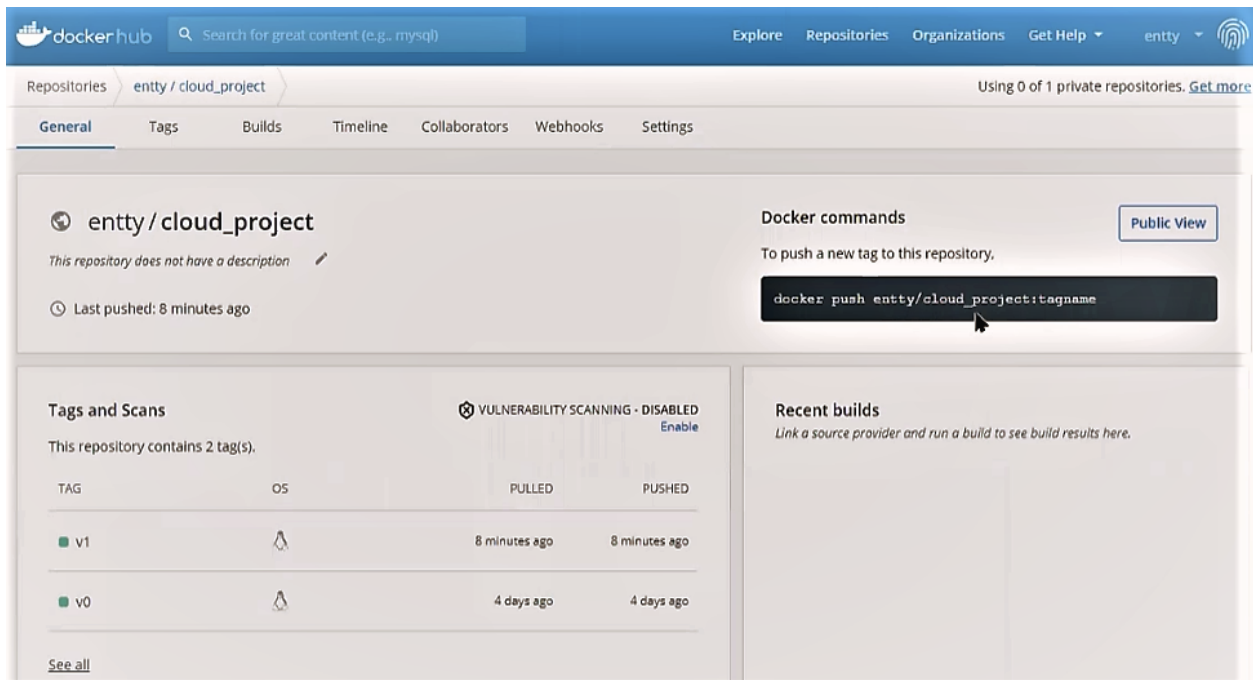 dockerhub
Search for great content (e.g., mysql)
Explore Repositories Organizations Get Help entty
Repositories entty / cloud_project
Using 0 of 1 private repositories. Get more
General Tags Builds Timeline Collaborators Webhooks Settings
entty / cloud_project
This repository does not have a description
Last pushed: 8 minutes ago
Docker commands
Public View
To push a new tag to this repository,
docker push entty/cloud_project:tagname
Tags and Scans
VULNERABILITY SCANNING - DISABLED
Enable
This repository contains 2 tag(s).
TAG OS PULLED PUSHED
v1 8 minutes ago 8 minutes ago
v0 4 days ago 4 days ago
See all
Recent builds
Link a source provider and run a build to see build results here.